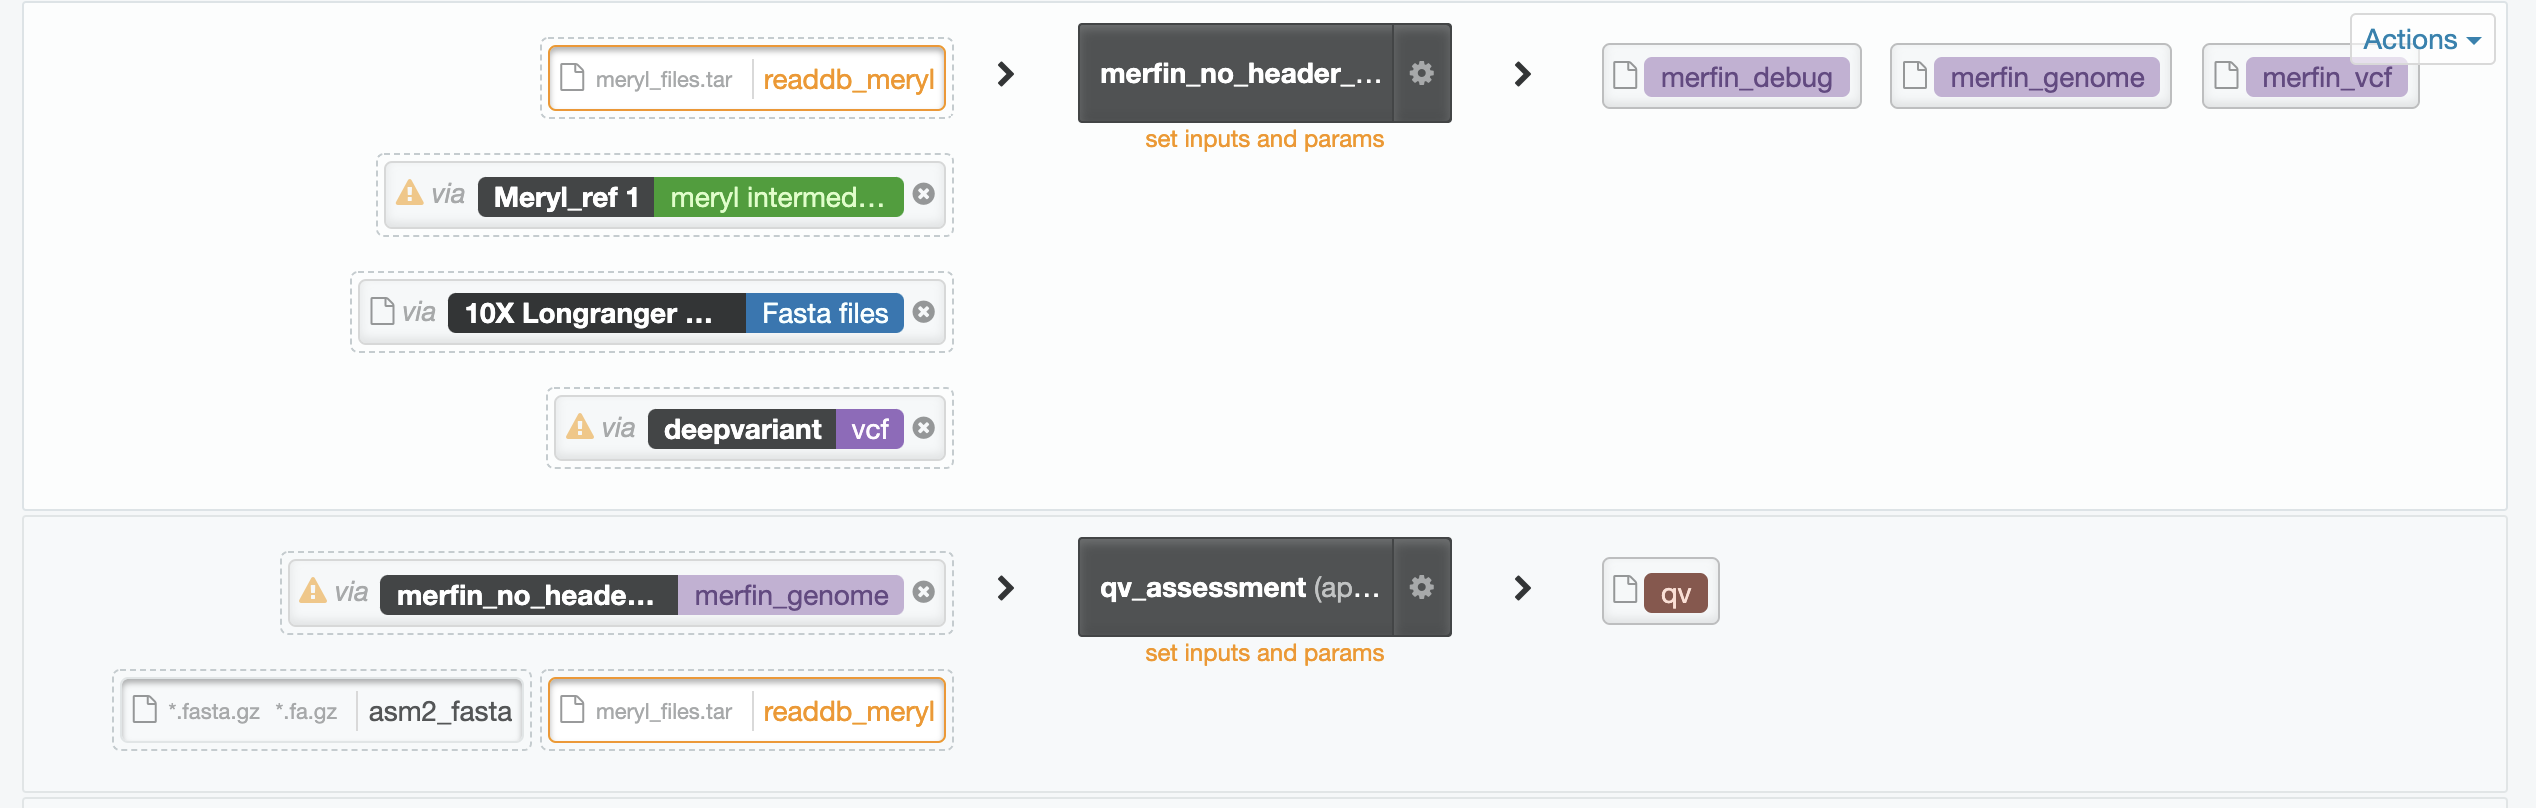 Actions
meryl_files.tar readdb_meryl merfin_no_header_... merfin_debug merfin_genome merfin_vcf
set inputs and params
via Meryl_ref 1 meryl intermed...
via 10X Longranger ... Fasta files
via deepvariant vcf
via merfin_no_heade... merfin_genome qv_assessment (ap... qv
set inputs and params
*.fasta.gz *.fa.gz asm2_fasta meryl_files.tar readdb_meryl